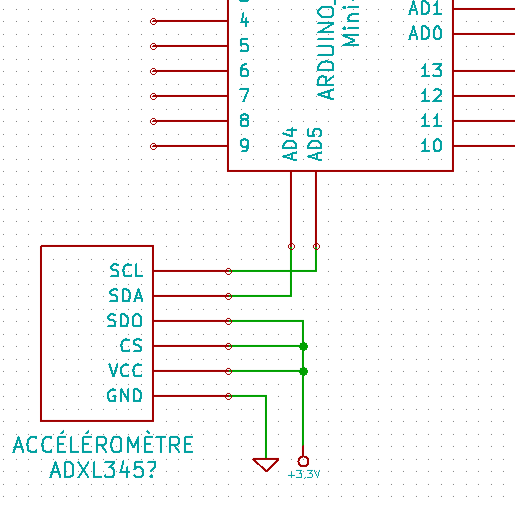 4
5
6
7
8
9
ARDUINO_
Mini-
AD1
AD0
13
12
11
10
AD4
AD5
SCL
SDA
SDO
CS
VCC
GND
ACCÉLÉROMÈTRE
ADXL345?
+3,3V